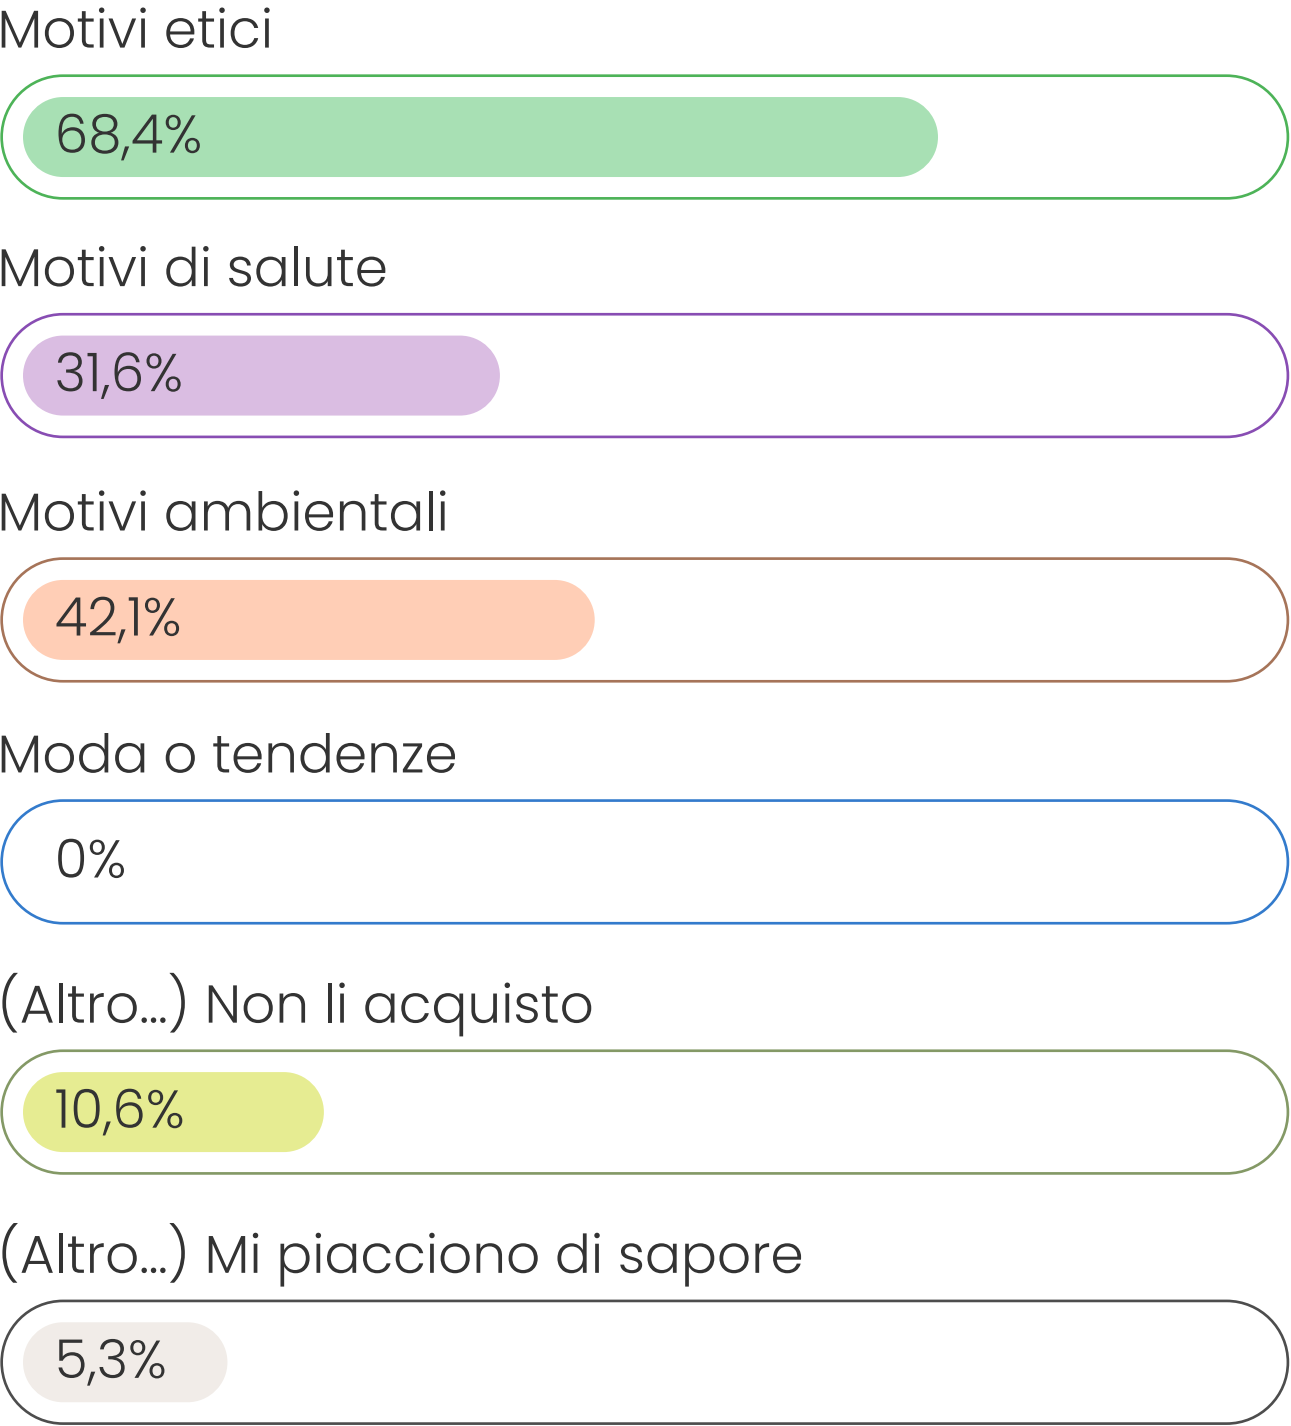 Motivi etici
68,4%
Motivi di salute
31,6%
Motivi ambientali
42,1%
Moda o tendenze
0%
(Altro...) Non li acquisto
10,6%
(Altro...) Mi piacciono di sapore
5,3%